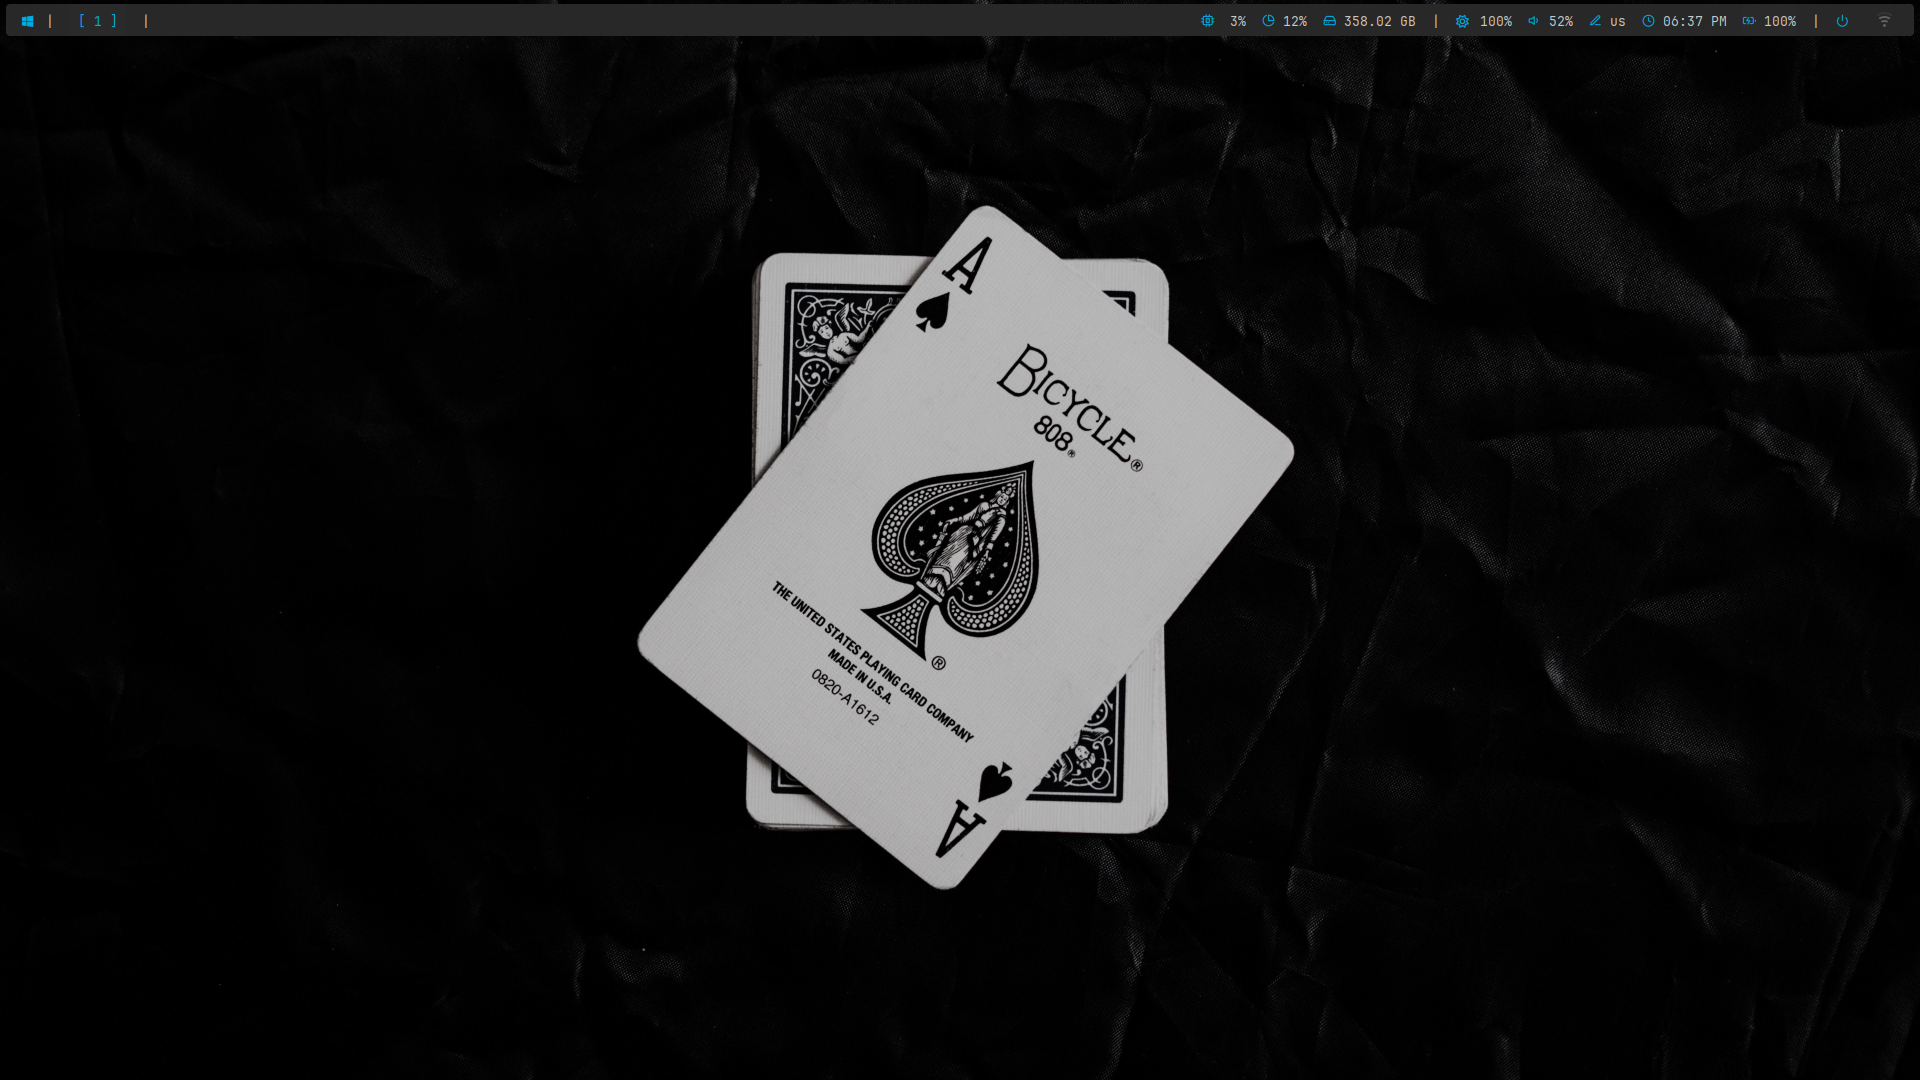 [ 1 ]
3% 12% 358.02 GB 100% 52% us 06:37 PM 100%
A
BICYCLE®
808®
®
THE UNITED STATES PLAYING CARD COMPANY
MADE IN U.S.A.
0820-A1612
A